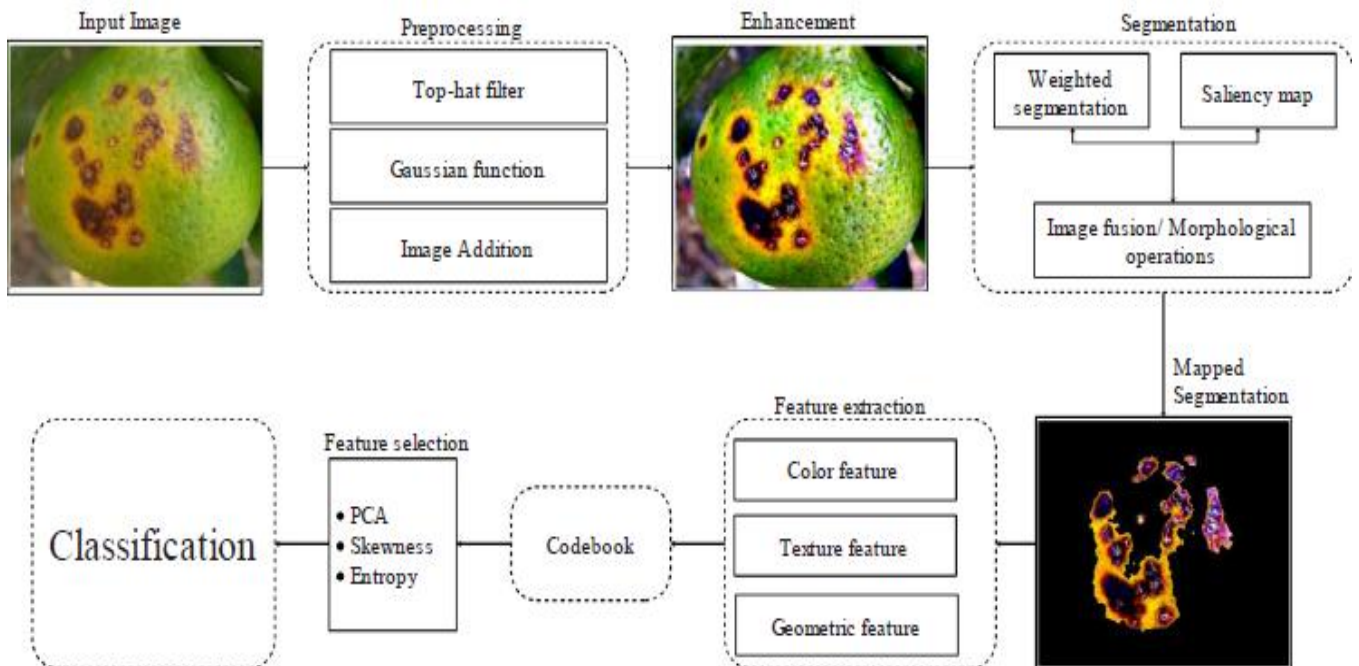 Input Image
Preprocessing
Top-hat filter
Gaussian function
Image Addition
Enhancement
Segmentation
Weighted
segmentation
Saliency map
Image fusion/ Morphological
operations
Mapped
Segmentation
Feature extraction
Color feature
Texture feature
Geometric feature
Codebook
Feature selection
• PCA
• Skewness
• Entropy
Classification